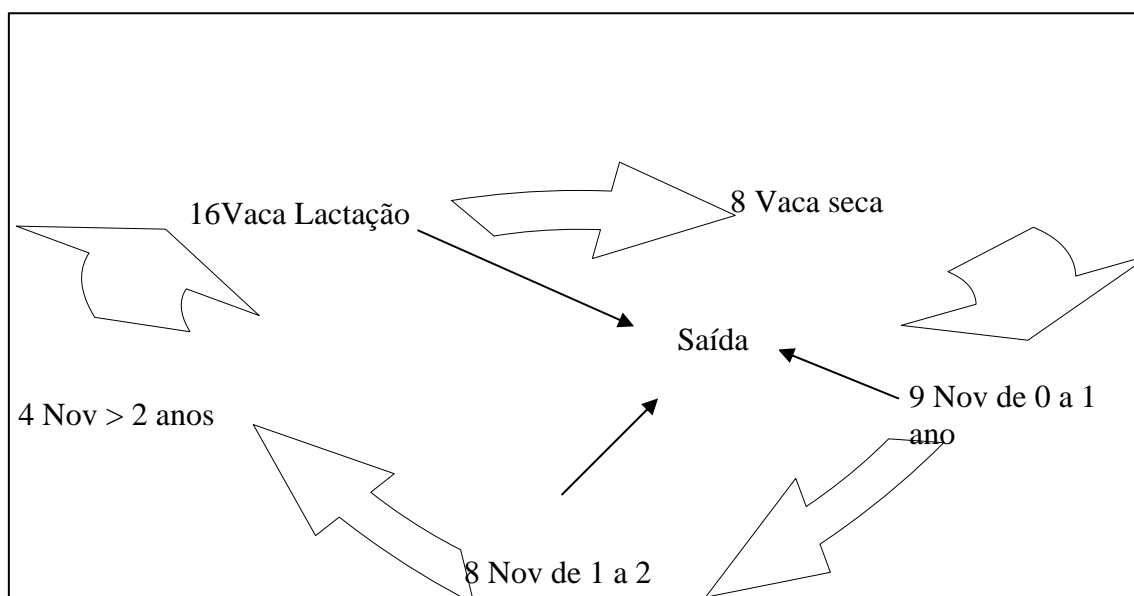 16Vaca Lactação
8 Vaca seca
Saída
4 Nov > 2 anos
9 Nov de 0 a 1
ano
8 Nov de 1 a 2